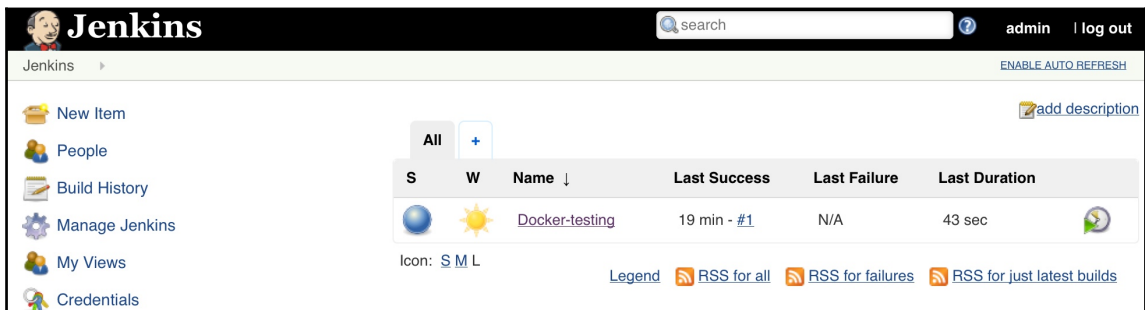 Jenkins
search
admin | log out
Jenkins
ENABLE AUTO REFRESH
New Item
People
Build History
Manage Jenkins
My Views
Credentials
add description
All +
S W Name ↓ Last Success Last Failure Last Duration
Docker-testing 19 min - #1 N/A 43 sec
Icon: S M L
Legend RSS for all RSS for failures RSS for just latest builds